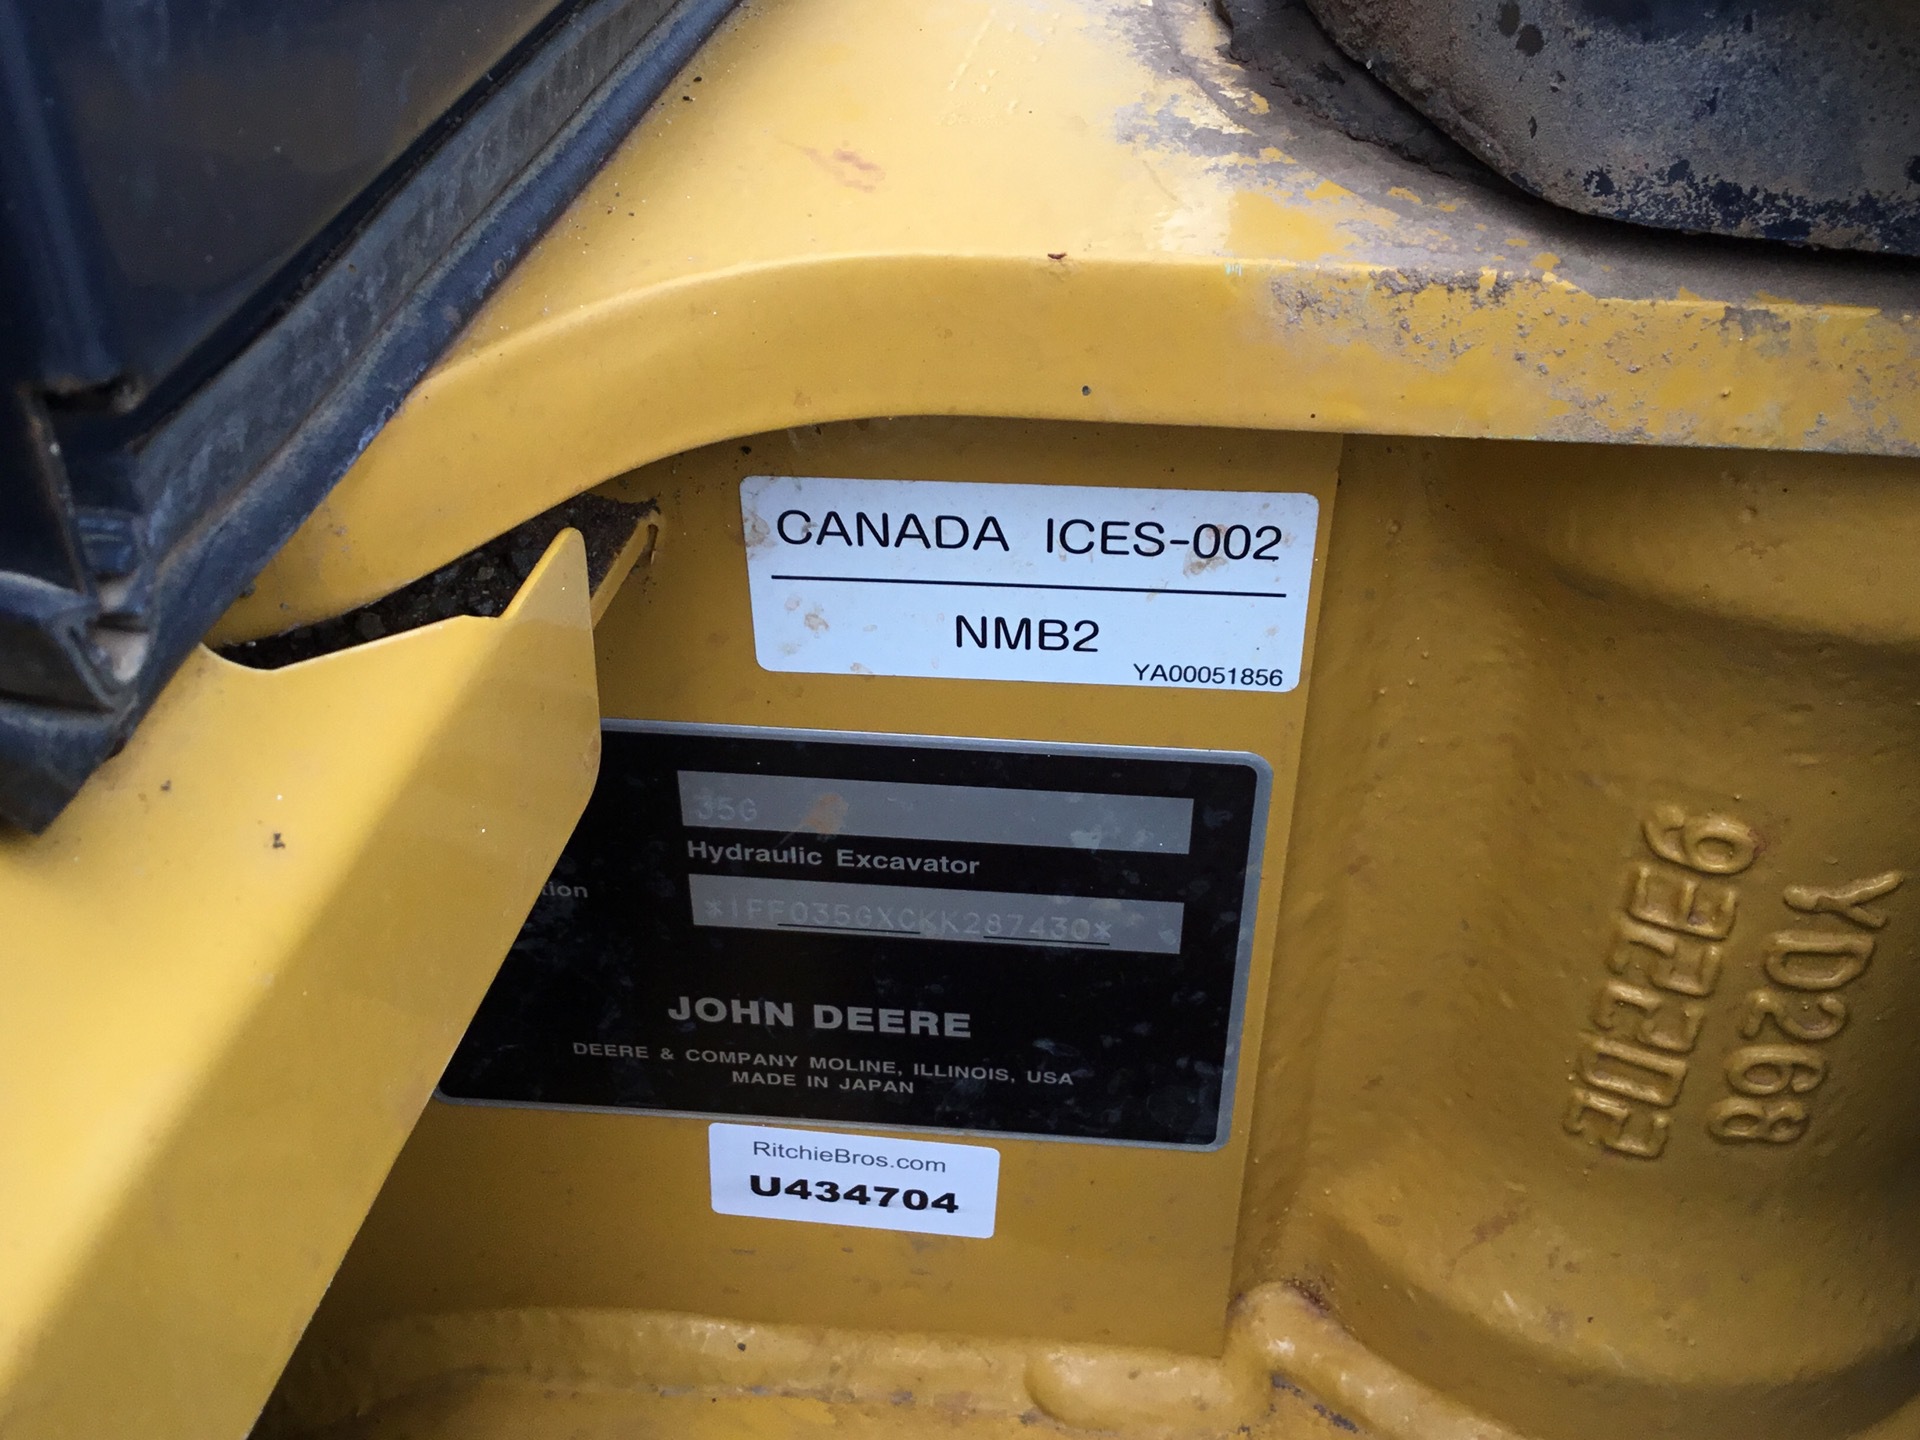 CANADA ICES-002
NMB2
YA00051856
35G
Hydraulic Excavator
tion
*1FF035GXCKK287430*
JOHN DEERE
DEERE & COMPANY MOLINE, ILLINOIS, USA
MADE IN JAPAN
RitchieBros.com
U434704
YD268